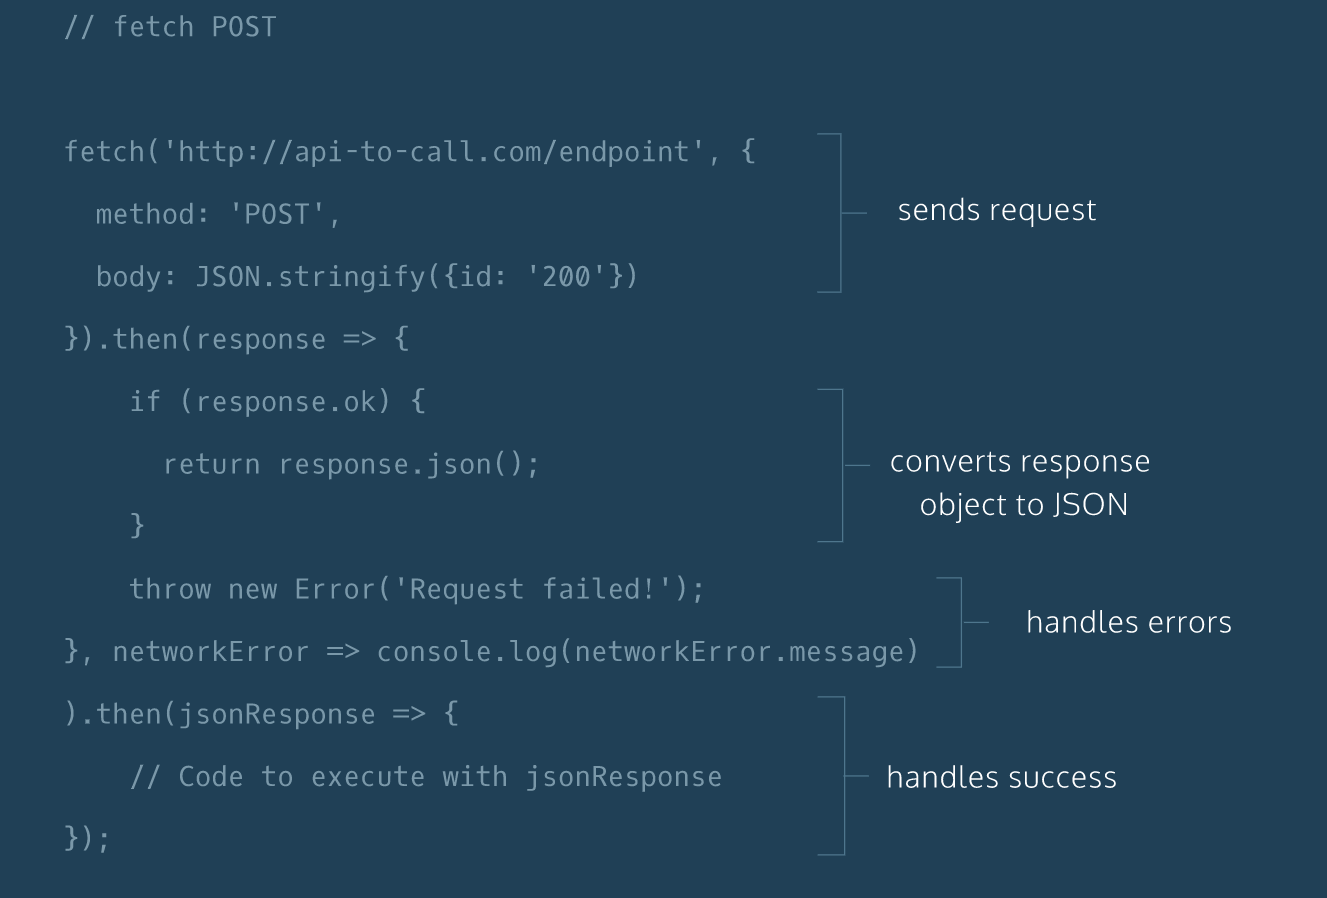 // fetch POST
fetch('http://api-to-call.com/endpoint', {
method: 'POST',
body: JSON.stringify({id: '200'})
sends request
}).then(response => {
if (response.ok) {
return response.json();
}
converts response
object to JSON
throw new Error('Request failed!');
}, networkError => console.log(networkError.message)
handles errors
).then(jsonResponse => {
// Code to execute with jsonResponse
});
handles success